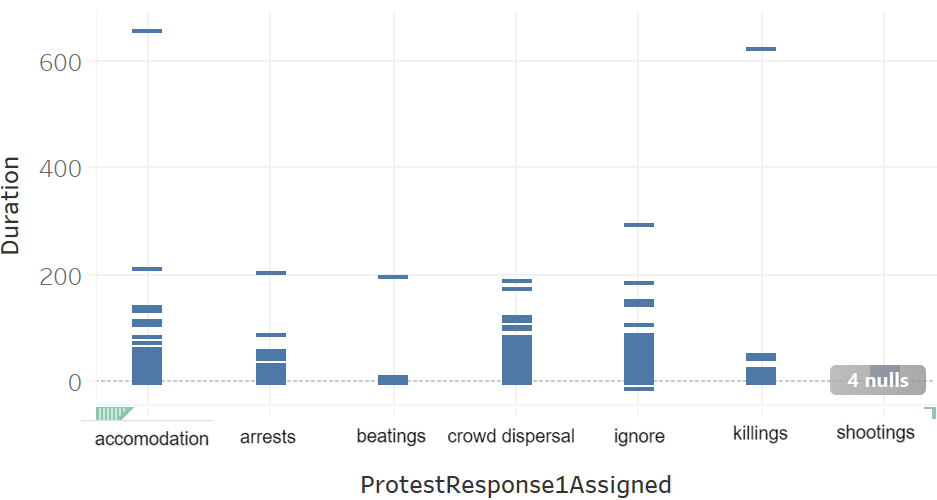 600
400
200
0
Duration
4 nulls
accomodation arrests beatings crowd dispersal ignore killings shootings
ProtestResponse1Assigned